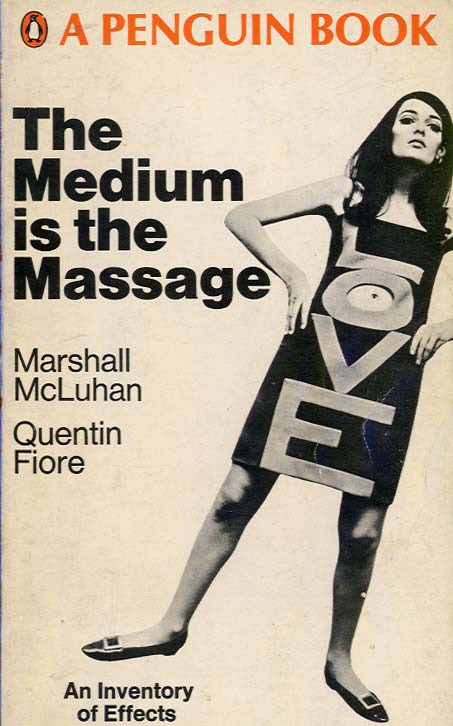 A PENGUIN BOOK
The
Medium
is the
Massage
Marshall
McLuhan
Quentin
Fiore
LOVE
An Inventory
of Effects